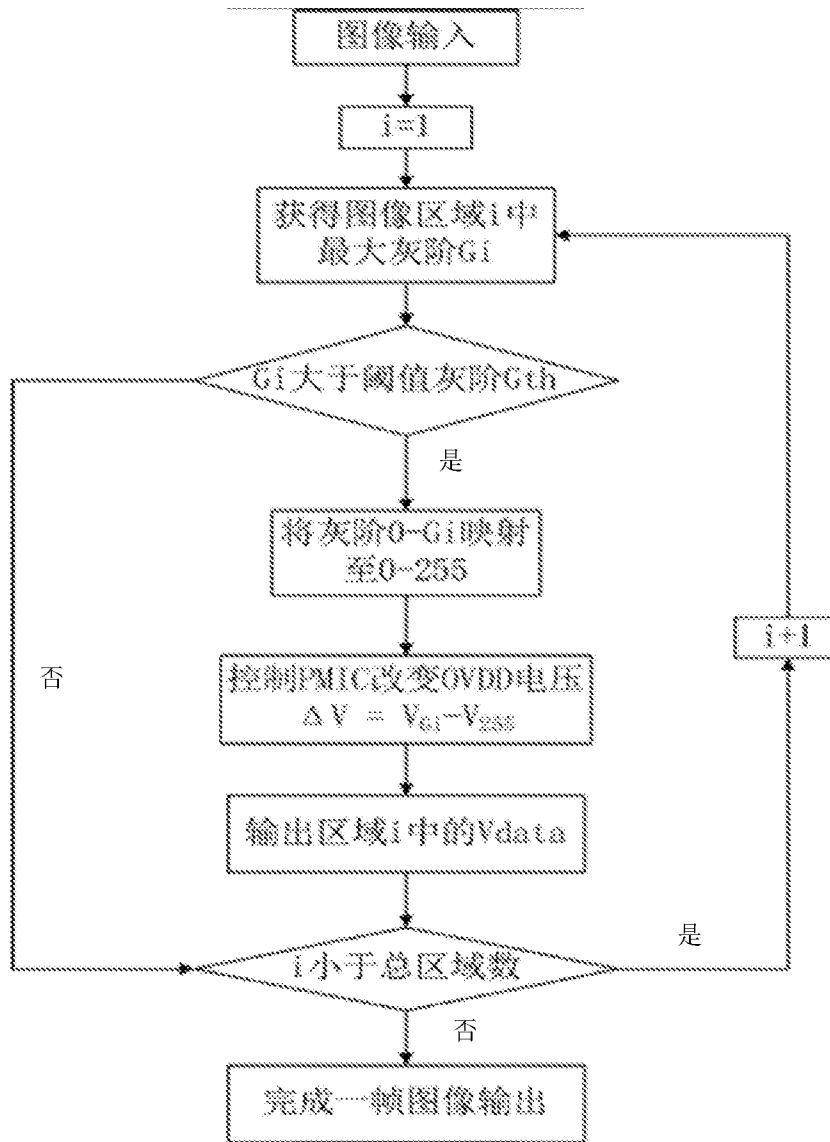 图像输入
i=1
获得图像区域i中
最大灰阶Gi
Gi大于阈值灰阶Gth
是
将灰阶0-Gi映射
至0-255
i+1
否
控制PMIC改变OVDD电压
ΔV = VGi-V255
输出区域i中的Vdata
是
i小于总区域数
否
完成一帧图像输出